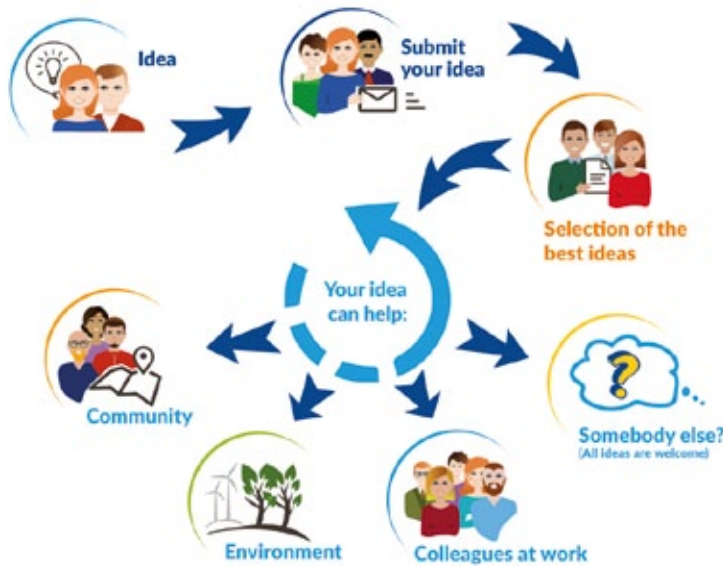 Idea
Submit
your idea
Selection of the
best ideas
Your idea
can help:
Community
Environment
Colleagues at work
Somebody else?
(All ideas are welcome)